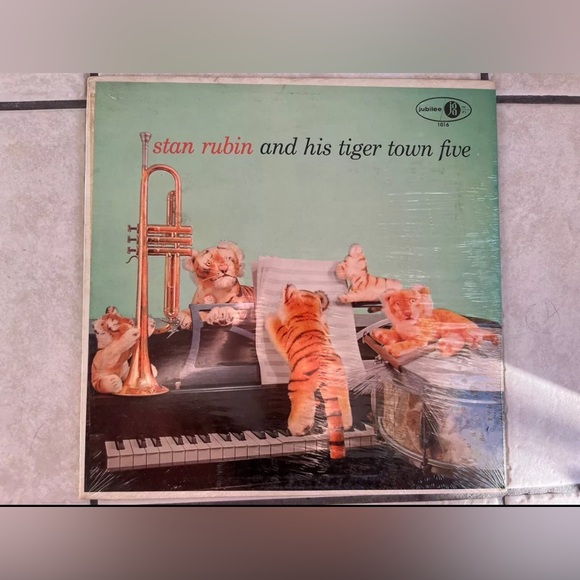 jubilee
1016
stan rubin and his tiger town five